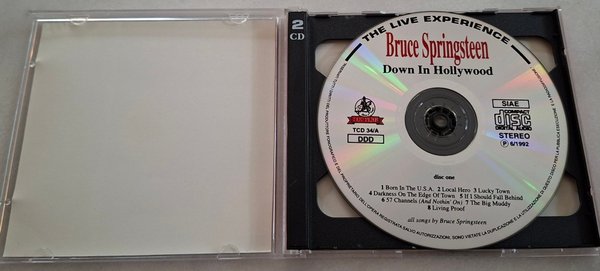 2
CD
THE LIVE EXPERIENCE
Bruce Springsteen
Down In Hollywood
TCD 34/A
DDD
SIAE
COMPACT
disc
DIGITAL AUDIO
STEREO
℗ 6/1992
disc one
1 Born In The U.S.A. 2 Local Hero 3 Lucky Town
4 Darkness On The Edge Of Town 5 If I Should Fall Behind
6 57 Channels (And Nothin' On) 7 The Big Muddy
8 Living Proof
all songs by Bruce Springsteen